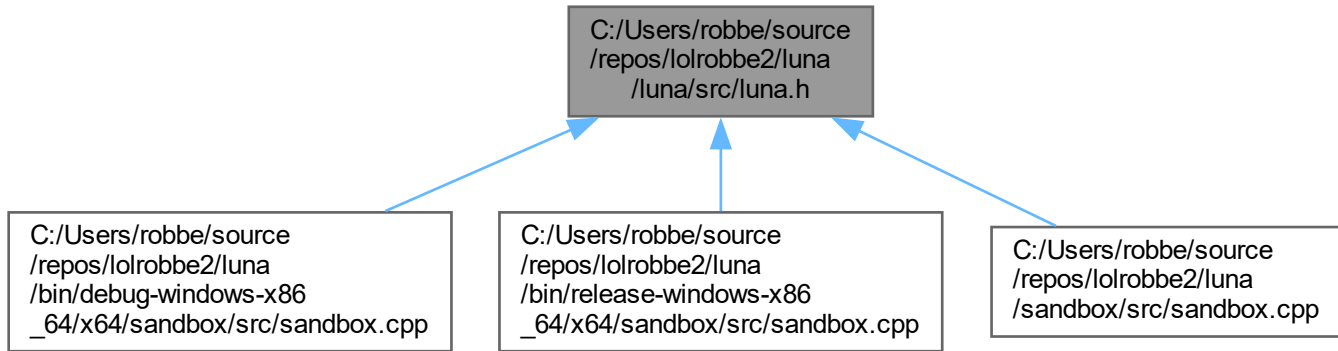 C:/Users/robbe/source
/repos/lolrobbe2/luna
/luna/src/luna.h
C:/Users/robbe/source
/repos/lolrobbe2/luna
/bin/debug-windows-x86
_64/x64/sandbox/src/sandbox.cpp
C:/Users/robbe/source
/repos/lolrobbe2/luna
/bin/release-windows-x86
_64/x64/sandbox/src/sandbox.cpp
C:/Users/robbe/source
/repos/lolrobbe2/luna
/sandbox/src/sandbox.cpp